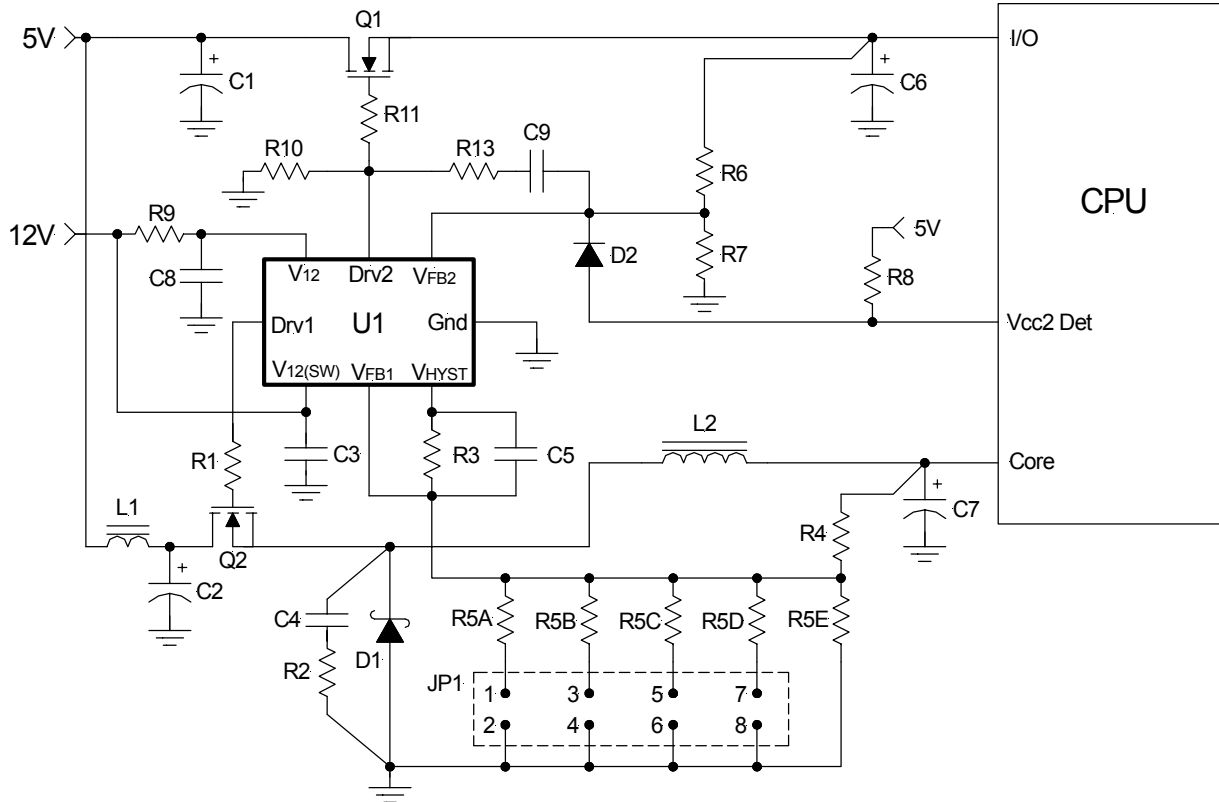 Q1
5V
I/O
C1
C6
R11
C9
R10
R13
R6
CPU
R9
12V
5V
D2
R7
C8
R8
V12
Drv2
VFB2
U1
Drv1
Gnd
Vcc2 Det
V12(SW)
VFB1
VHYST
L2
R1
C3
R3
C5
Core
L1
C7
R4
Q2
C2
C4
R5A
R5B
R5C
R5D
R5E
D1
R2
JP1
1
3
5
7
2
4
6
8